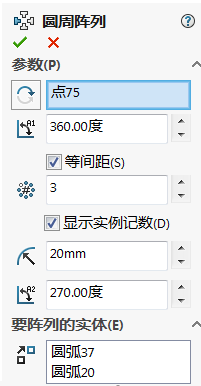 圆周阵列
参数(P)
点75
360.00度
等间距(S)
3
显示实例记数(D)
20mm
270.00度
要阵列的实体(E)
圆弧37
圆弧20